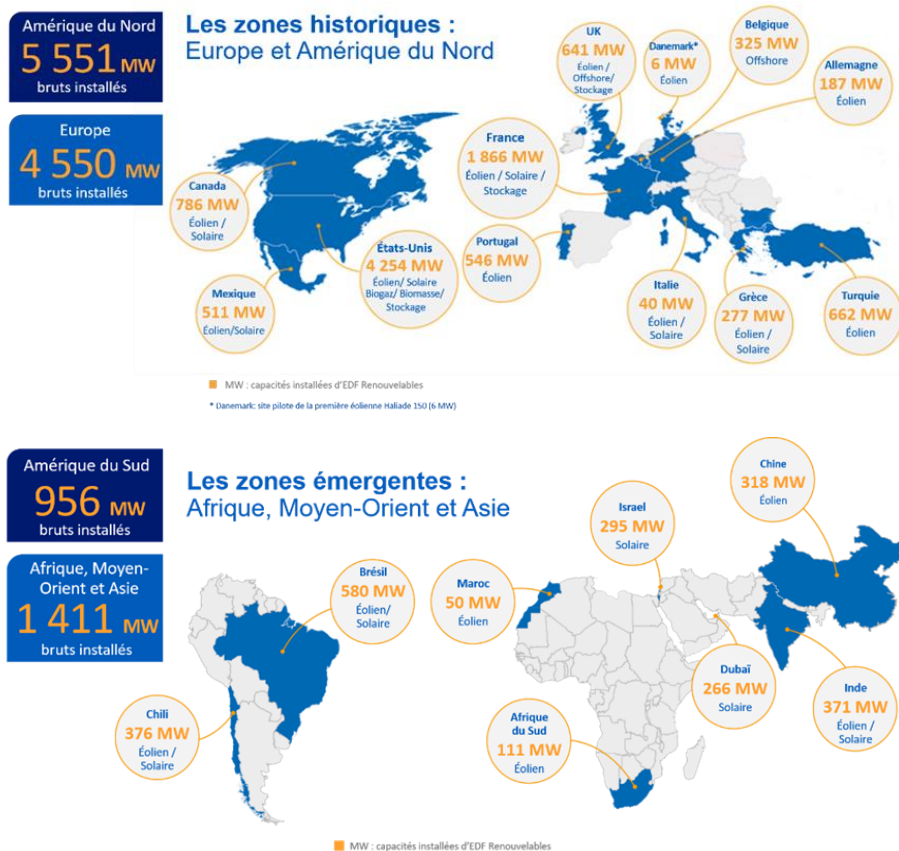 Amérique du Nord
5 551 MW
bruts installés
Europe
4 550 MW
bruts installés
Les zones historiques :
Europe et Amérique du Nord
Canada
786 MW
Éolien /
Solaire
Mexique
511 MW
Éolien/Solaire
États-Unis
4 254 MW
Éolien/ Solaire
Biogaz/ Biomasse/
Stockage
UK
641 MW
Éolien /
Offshore/
Stockage
Danemark*
6 MW
Éolien
Belgique
325 MW
Offshore
Allemagne
187 MW
Éolien
France
1 866 MW
Éolien / Solaire /
Stockage
Portugal
546 MW
Éolien
Italie
40 MW
Éolien /
Solaire
Grèce
277 MW
Éolien /
Solaire
Turquie
662 MW
Éolien
MW : capacités installées d'EDF Renouvelables
* Danemark: site pilote de la première éolienne Haliade 150 (6 MW)
Amérique du Sud
956 MW
bruts installés
Afrique, Moyen-
Orient et Asie
1 411 MW
bruts installés
Les zones émergentes :
Afrique, Moyen-Orient et Asie
Brésil
580 MW
Éolien/
Solaire
Chili
376 MW
Éolien /
Solaire
Maroc
50 MW
Éolien
Israel
295 MW
Solaire
Chine
318 MW
Éolien
Afrique
du Sud
111 MW
Éolien
Dubaï
266 MW
Solaire
Inde
371 MW
Éolien /
Solaire
MW : capacités installées d'EDF Renouvelables